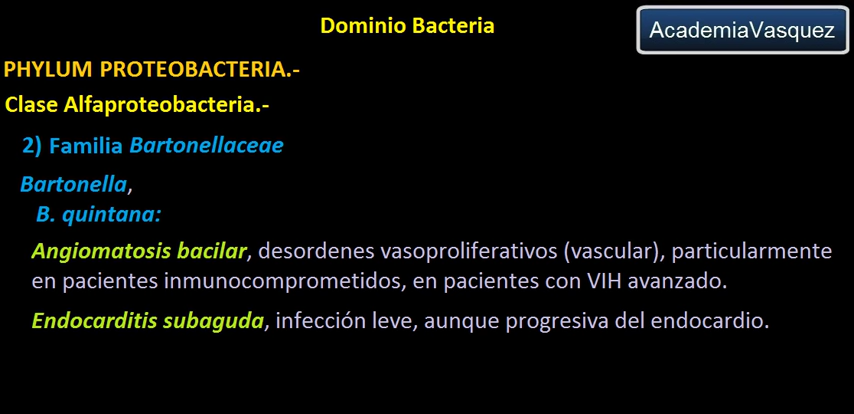 Dominio Bacteria
AcademiaVasquez
PHYLUM PROTEOBACTERIA.-
Clase Alfaproteobacteria.-
2) Familia Bartonellaceae
Bartonella,
B. quintana:
Angiomatosis bacilar, desordenes vasoproliferativos (vascular), particularmente
en pacientes inmunocomprometidos, en pacientes con VIH avanzado.
Endocarditis subaguda, infección leve, aunque progresiva del endocardio.